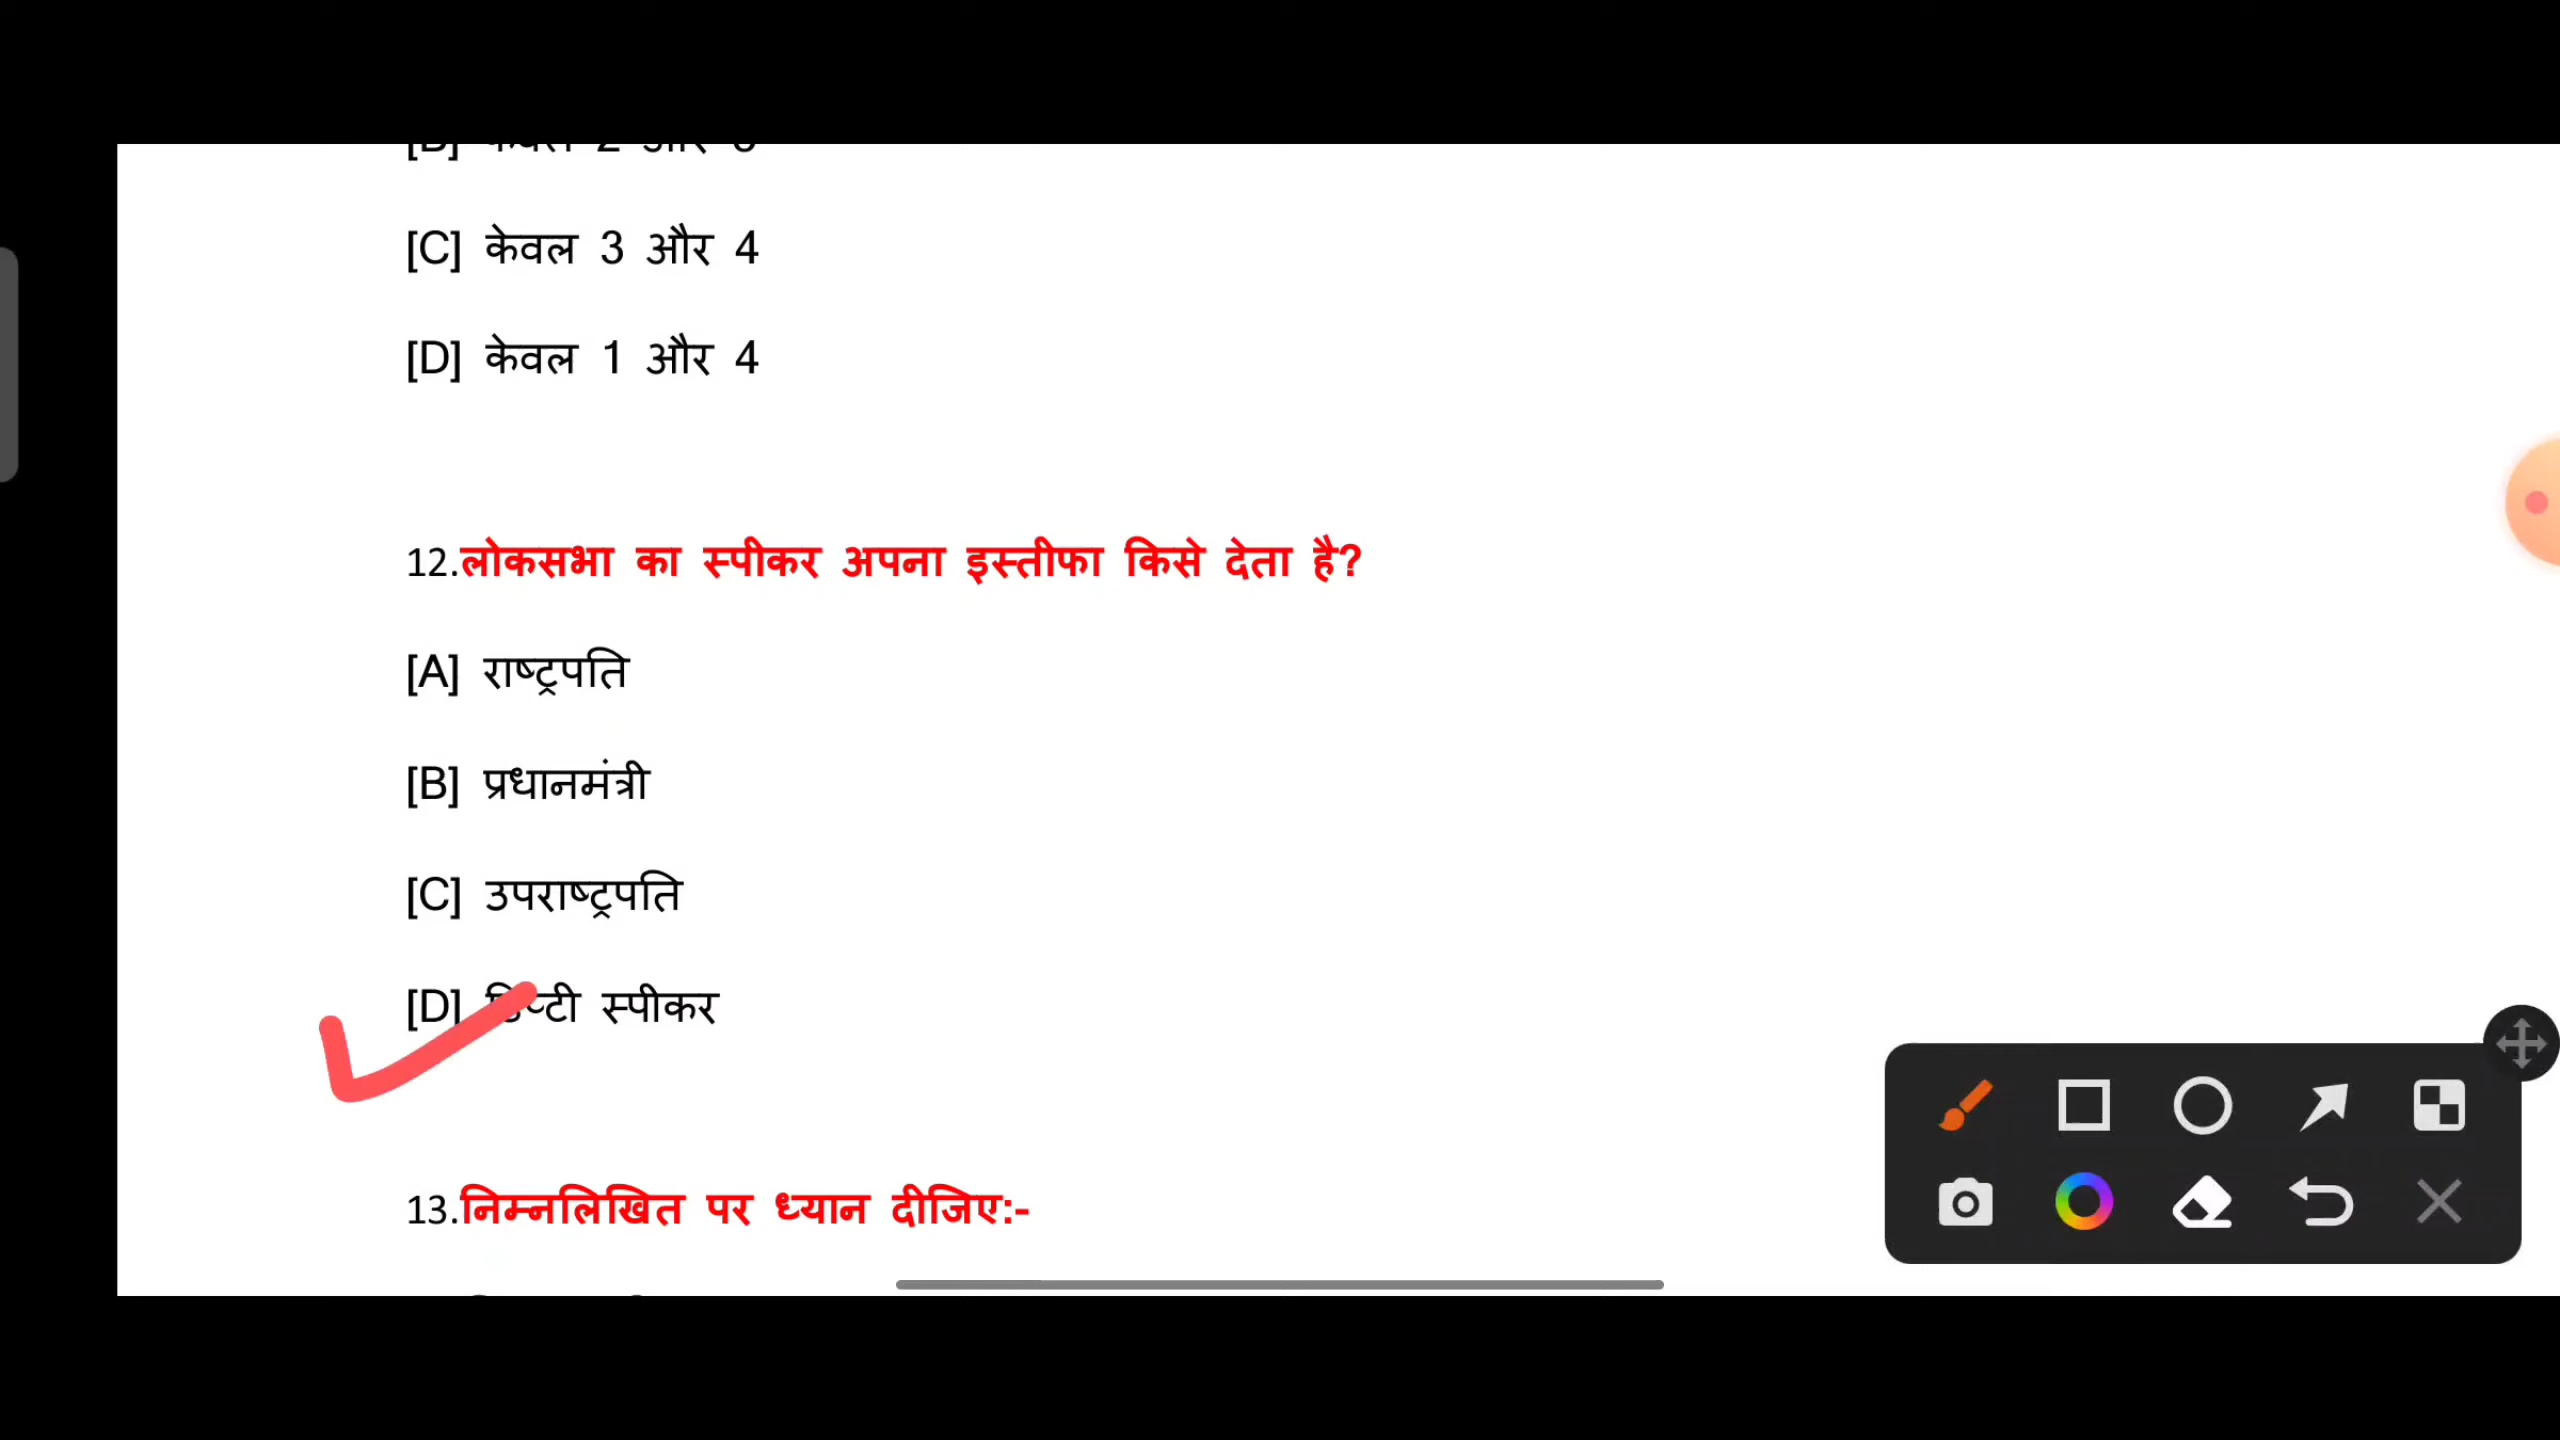 [C] केवल 3 और 4
[D] केवल 1 और 4
12.लोकसभा का स्पीकर अपना इस्तीफा किसे देता है?
[A] राष्ट्रपति
[B] प्रधानमंत्री
[C] उपराष्ट्रपति
[D] डिप्टी स्पीकर
13.निम्नलिखित पर ध्यान दीजिए:-